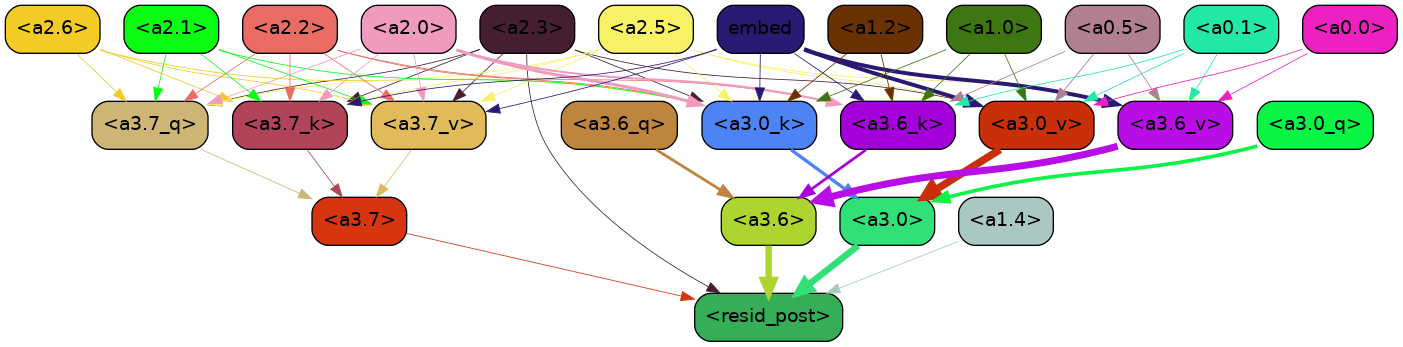 <a2.6> <a2.1> <a2.2> <a2.0> <a2.3> <a2.5> embed <a1.2> <a1.0> <a0.5> <a0.1> <a0.0>
<a3.7_q> <a3.7_k> <a3.7_v> <a3.6_q> <a3.0_k> <a3.6_k> <a3.0_v> <a3.6_v> <a3.0_q>
<a3.7> <a3.6> <a3.0> <a1.4>
<resid_post>